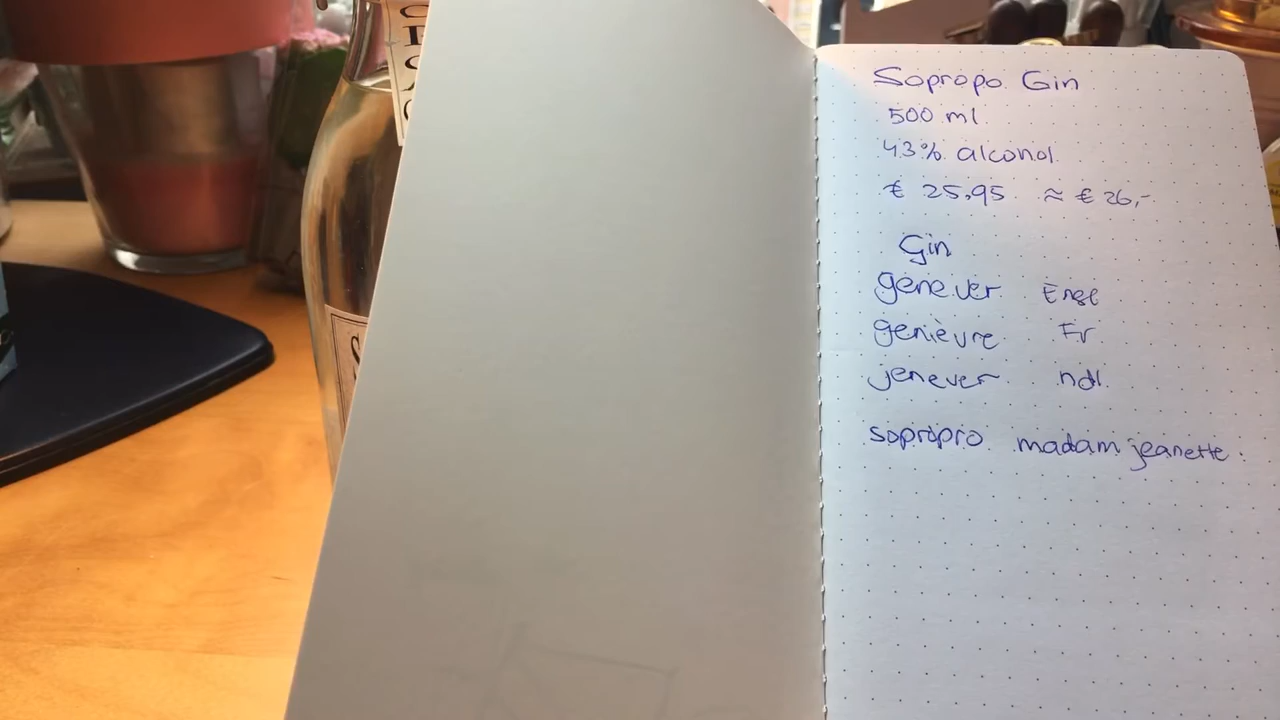 Sopropo Gin
500 ml
43% alcohol
€ 25,95 ≈ € 26,-
Gin
genever Engl
genièvre Fr
jenever ndl.
sopropro madam jeanette.